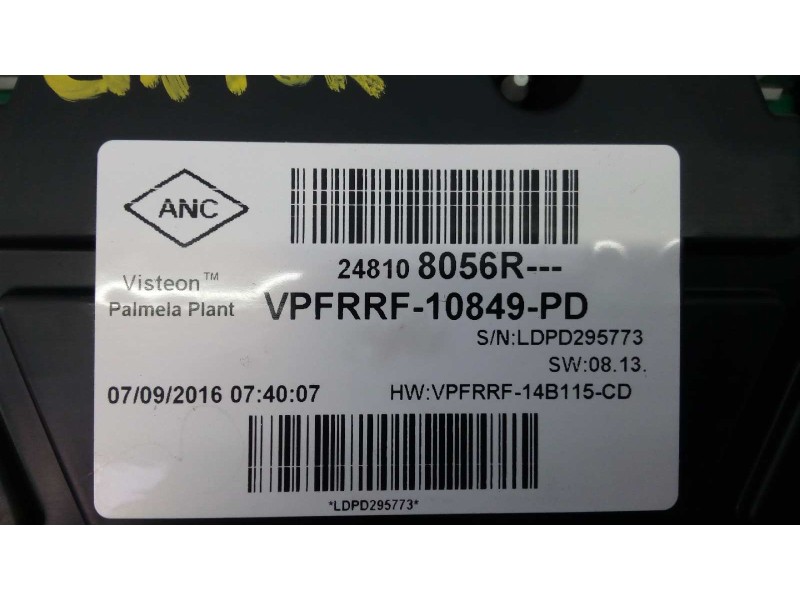 ANC
24810 8056R---
Visteon™
Palmela Plant
VPFRRF-10849-PD
S/N:LDPD295773
SW:08.13.
07/09/2016 07:40:07
HW:VPFRRF-14B115-CD
*LDPD295773*